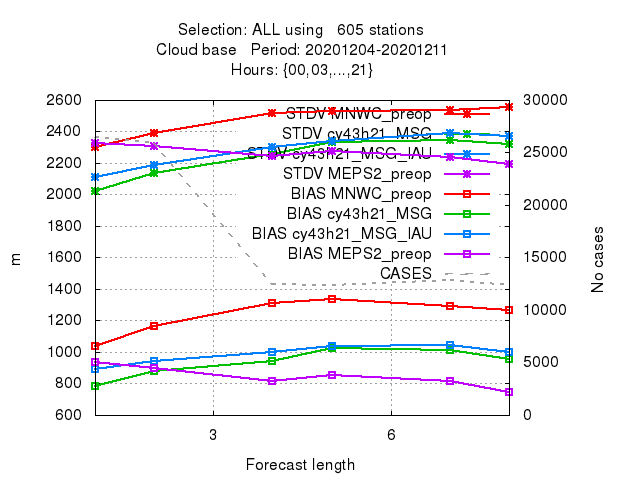 Selection: ALL using 605 stations
Cloud base Period: 20201204-20201211
Hours: {00,03,...,21}
2600
2400
2200
2000
1800
1600
1400
1200
1000
800
600
m
STDV MNWC_preop
STDV cy43h21_MSG
STDV cy43h21_MSG_IAU
STDV MEPS2_preop
BIAS MNWC_preop
BIAS cy43h21_MSG
BIAS cy43h21_MSG_IAU
BIAS MEPS2_preop
CASES
30000
25000
20000
15000
10000
5000
0
No cases
3 6
Forecast length